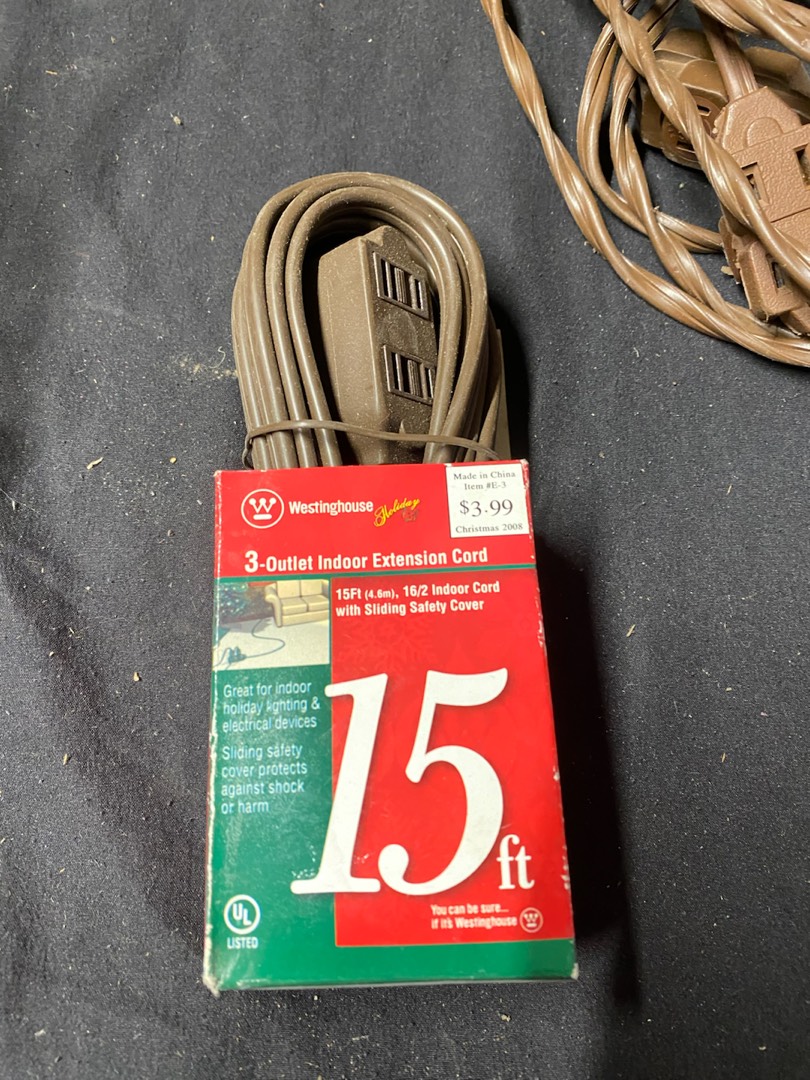 Westinghouse Holiday
Made in China
Item #E-3
$3.99
Christmas 2008
3-Outlet Indoor Extension Cord
15Ft (4.6m), 16/2 Indoor Cord
with Sliding Safety Cover
Great for indoor
holiday lighting &
electrical devices
Sliding safety
cover protects
against shock
or harm
15ft
You can be sure...
If it's Westinghouse
UL
LISTED